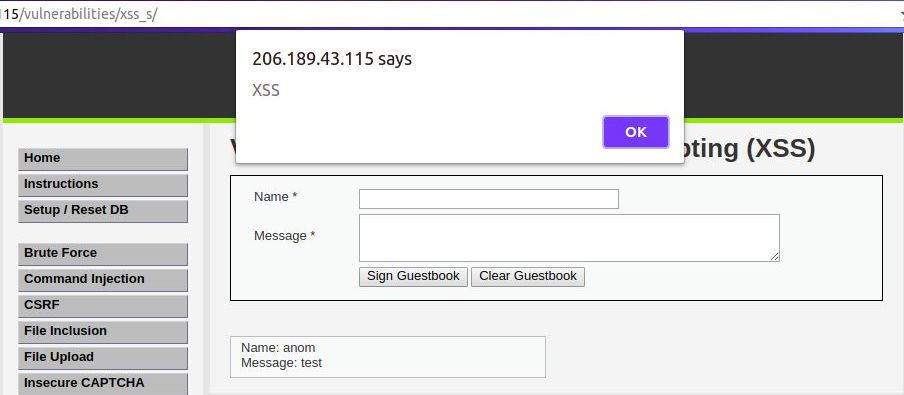 115/vulnerabilities/xss_s/
206.189.43.115 says
XSS
OK
pting (XSS)
Home
Instructions
Setup / Reset DB
Brute Force
Command Injection
CSRF
File Inclusion
File Upload
Insecure CAPTCHA
Name *
Message *
Sign Guestbook Clear Guestbook
Name: anom
Message: test